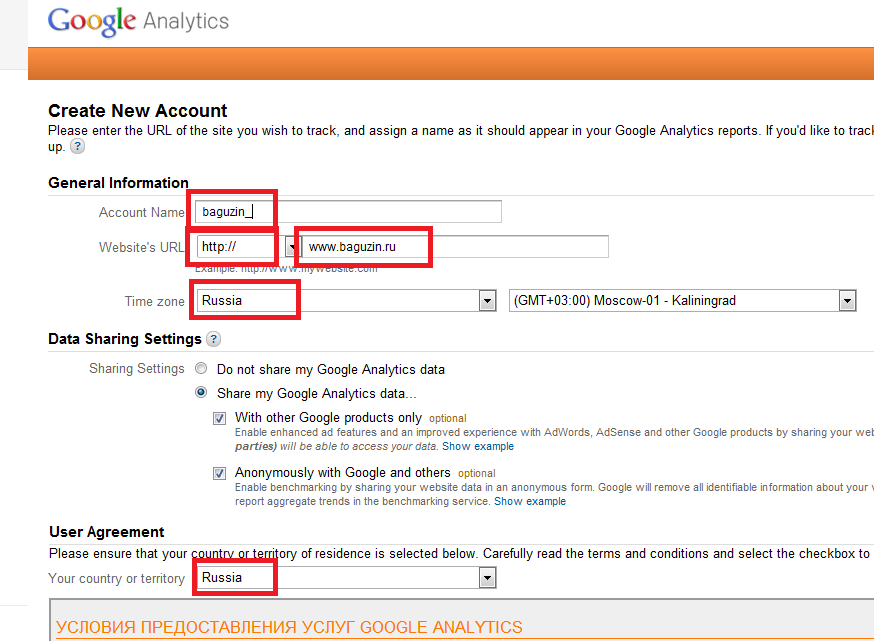 Google Analytics
Create New Account
Please enter the URL of the site you wish to track, and assign a name as it should appear in your Google Analytics reports. If you'd like to track
up. ?
General Information
Account Name baguzin_
Website's URL http:// www.baguzin.ru
Example: http://www.mywebsite.com
Time zone Russia (GMT+03:00) Moscow-01 - Kaliningrad
Data Sharing Settings ?
Sharing Settings Do not share my Google Analytics data
Share my Google Analytics data...
With other Google products only optional
Enable enhanced ad features and an improved experience with AdWords, AdSense and other Google products by sharing your
parties) will be able to access your data. Show example
Anonymously with Google and others optional
Enable benchmarking by sharing your website data in an anonymous form. Google will remove all identifiable information about your
report aggregate trends in the benchmarking service. Show example
User Agreement
Please ensure that your country or territory of residence is selected below. Carefully read the terms and conditions and select the checkbox to
Your country or territory Russia
УСЛОВИЯ ПРЕДОСТАВЛЕНИЯ УСЛУГ GOOGLE ANALYTICS